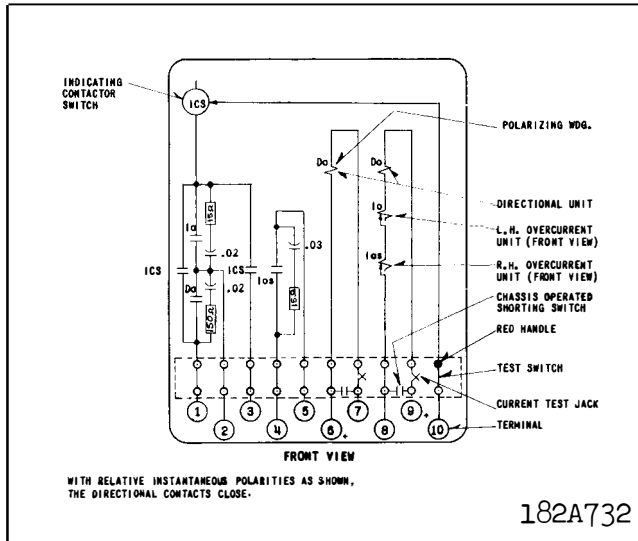 INDICATING
CONTACTOR
SWITCH
ICS
POLARIZING WDG.
Do
Do
DIRECTIONAL UNIT
Io
L.H. OVERCURRENT
UNIT (FRONT VIEW)
Ios
R.H. OVERCURRENT
UNIT (FRONT VIEW)
CHASSIS OPERATED
SHORTING SWITCH
RED HANDLE
TEST SWITCH
CURRENT TEST JACK
TERMINAL
15Ω
Io
.02
ICS
ICS
.02
Do
150Ω
.03
Ios
15Ω
1
2
3
4
5
6
+
7
8
9
+
10
FRONT VIEW
WITH RELATIVE INSTANTANEOUS POLARITIES AS SHOWN,
THE DIRECTIONAL CONTACTS CLOSE.
182A732